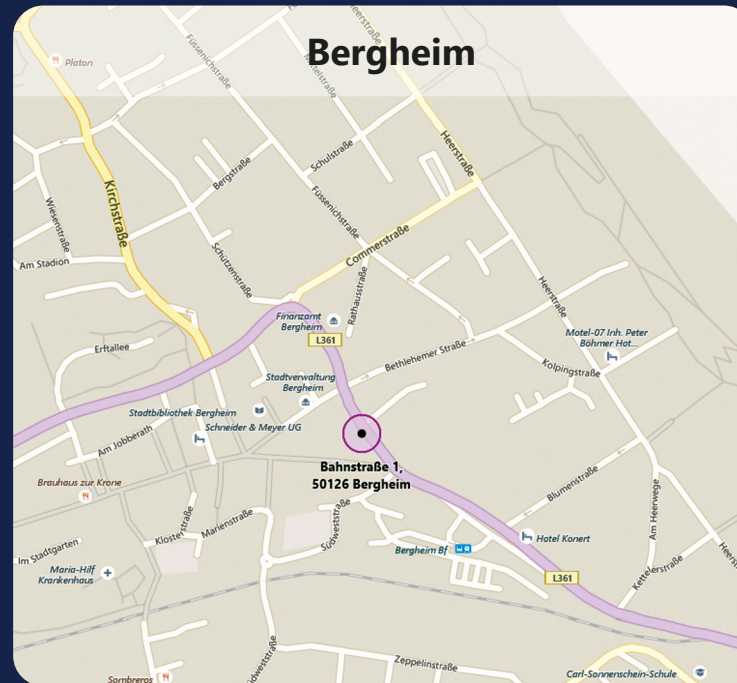 Bergheim
Platon
Füssenichstraße
Heerstraße
Schulstraße
Bergstraße
Kirchstraße
Wiesenstraße
Füssenichstraße
Am Stadion
Schützenstraße
Commerstraße
Rathausstraße
Heerstraße
Finanzamt
Bergheim
L361
Motel-07 Inh. Peter
Böhmer Hot...
Erftallee
Bethlehemer Straße
Kolpingstraße
Stadtverwaltung
Bergheim
Stadtbibliothek Bergheim
Schneider & Meyer UG
Am Jobberath
Bahnstraße 1,
50126 Bergheim
Brauhaus zur Krone
Blumenstraße
Am Heerwege
Klosterstraße
Marienstraße
Südweststraße
Hotel Konert
Bergheim Bf
Im Stadtgarten
Maria-Hilf
Krankenhaus
L361
Kettelerstraße
Zeppelinstraße
Carl-Sonnenschein-Schule
Sombreros